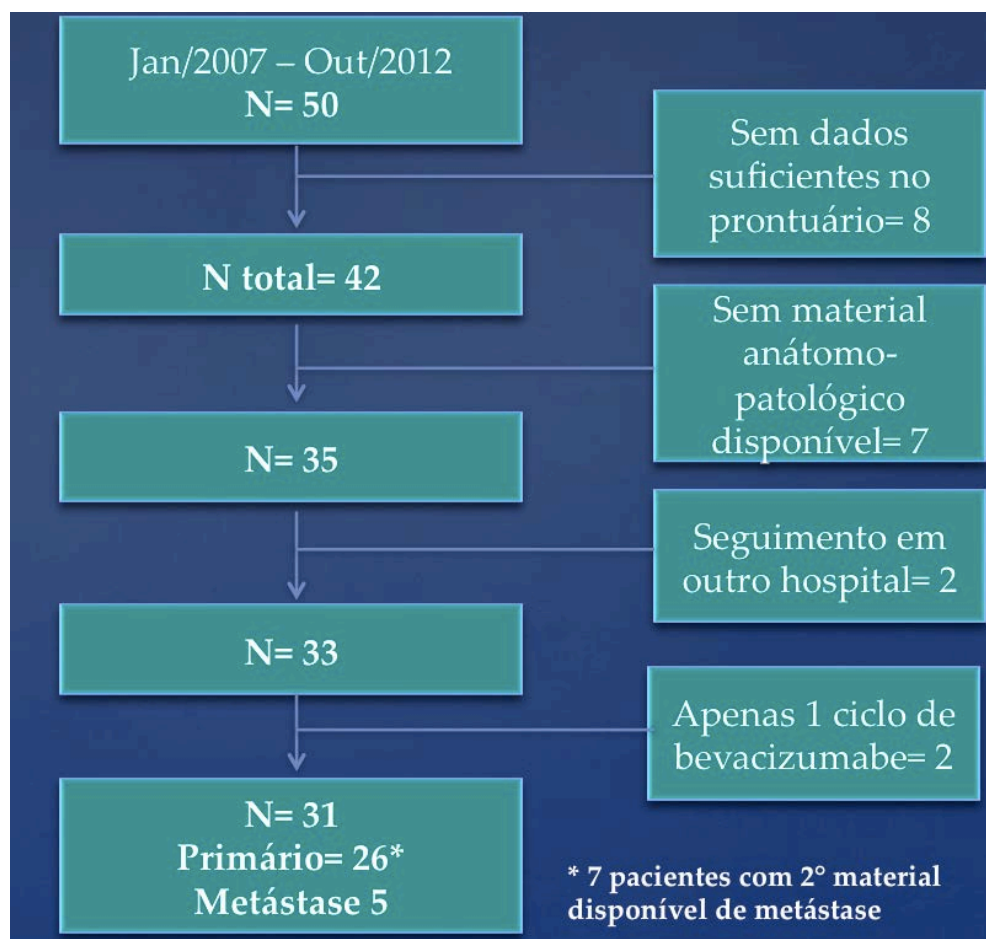 Jan/2007 – Out/2012
N= 50
Sem dados
suficientes no
prontuário= 8
N total= 42
Sem material
anátomo-
patológico
disponível= 7
N= 35
Seguimento em
outro hospital= 2
N= 33
Apenas 1 ciclo de
bevacizumabe= 2
N= 31
Primário= 26*
Metástase 5
* 7 pacientes com 2° material
disponível de metástase